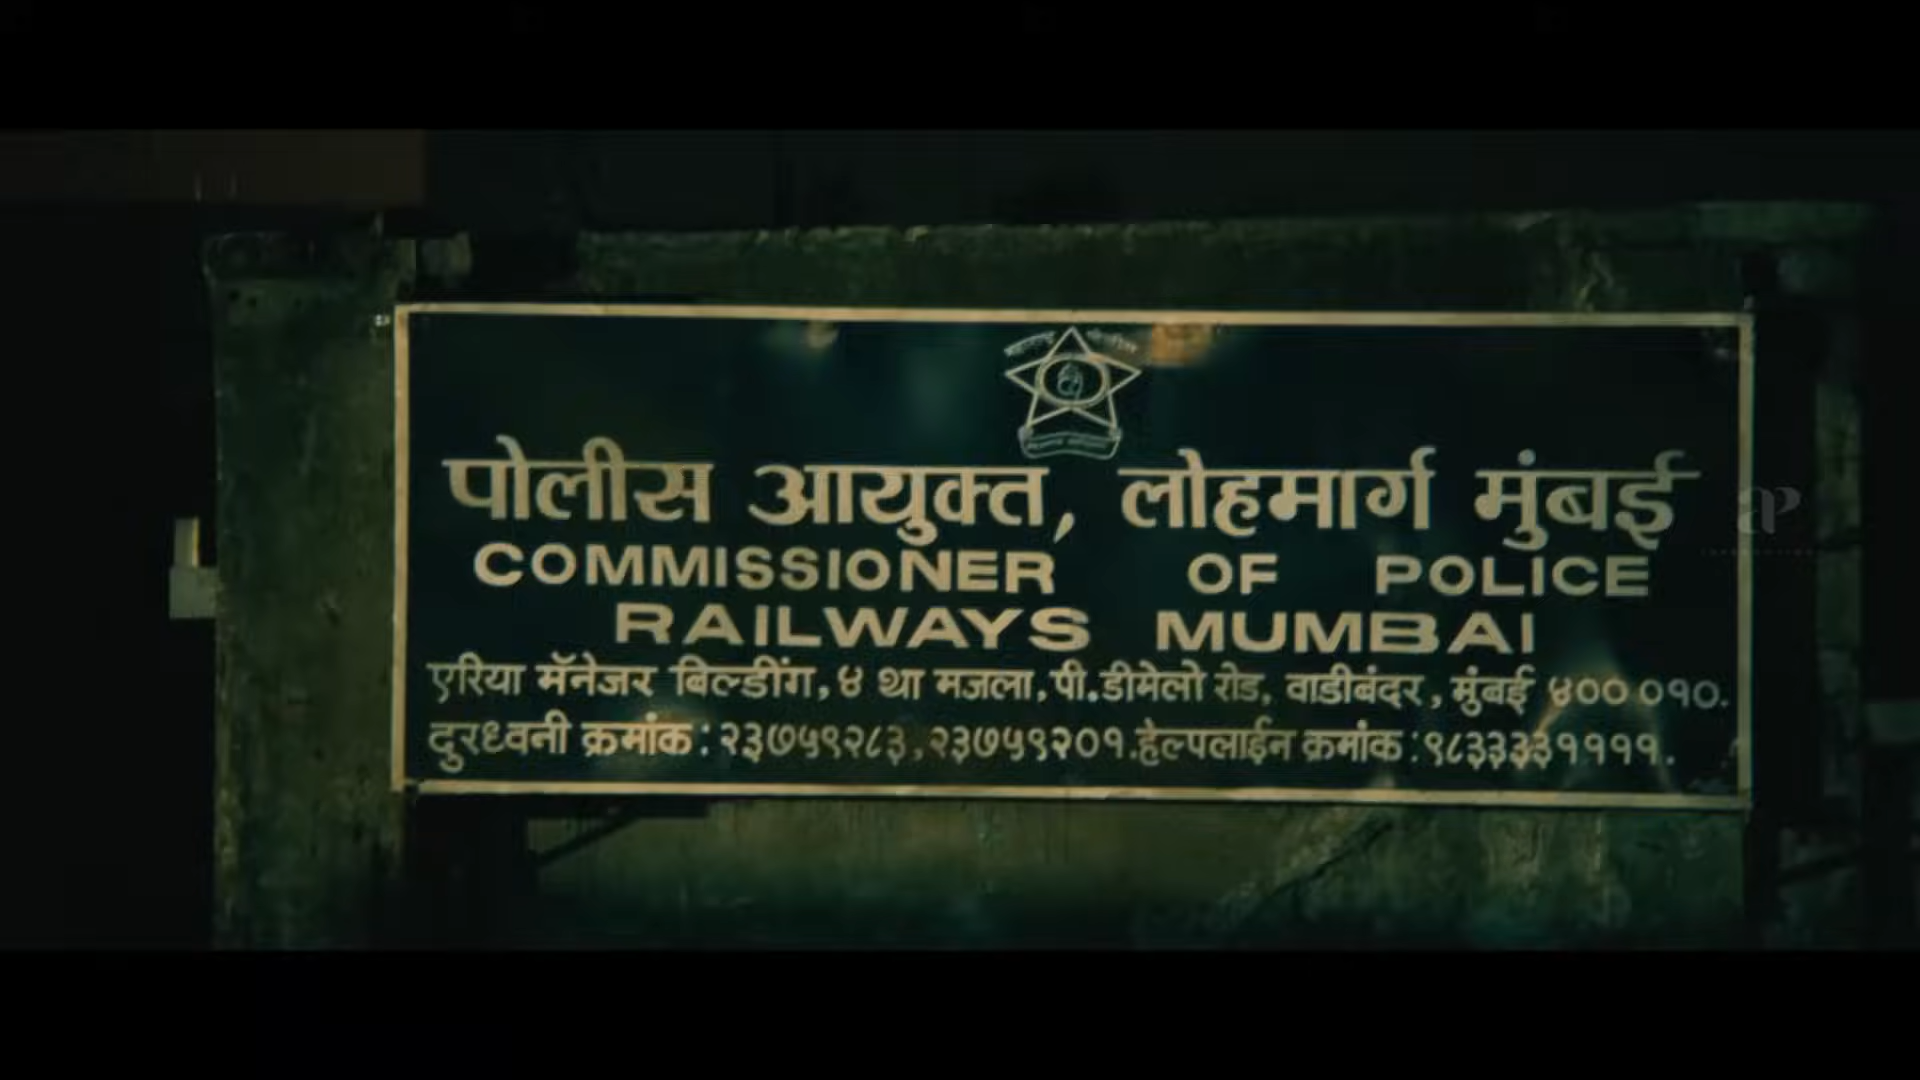 पोलीस आयुक्त, लोहमार्ग मुंबई
COMMISSIONER OF POLICE
RAILWAYS MUMBAI
एरिया मॅनेजर बिल्डींग, ४ था मजला, पी. डीमेलो रोड, वाडीबंदर, मुंबई ४०० ०१०.
दुरध्वनी क्रमांक : २३७५९२८३, २३७५९२०१. हेल्पलाईन क्रमांक : ९८३३३३११११.